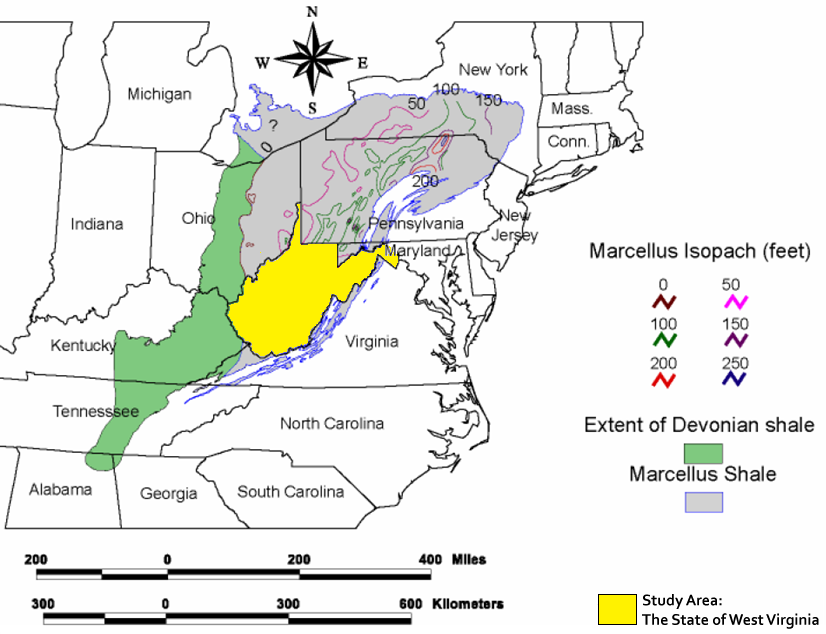 N
W E
S
Michigan
New York
50 100 150
Mass.
?
0
Conn.
200
Indiana
Ohio
Pennsylvania
New
Jersey
Maryland
Kentucky
Virginia
Tennesssee
North Carolina
Alabama
Georgia
South Carolina
Marcellus Isopach (feet)
0 50
100 150
200 250
Extent of Devonian shale
Marcellus Shale
200 0 200 400 Miles
300 0 300 600 Kilometers
Study Area:
The State of West Virginia